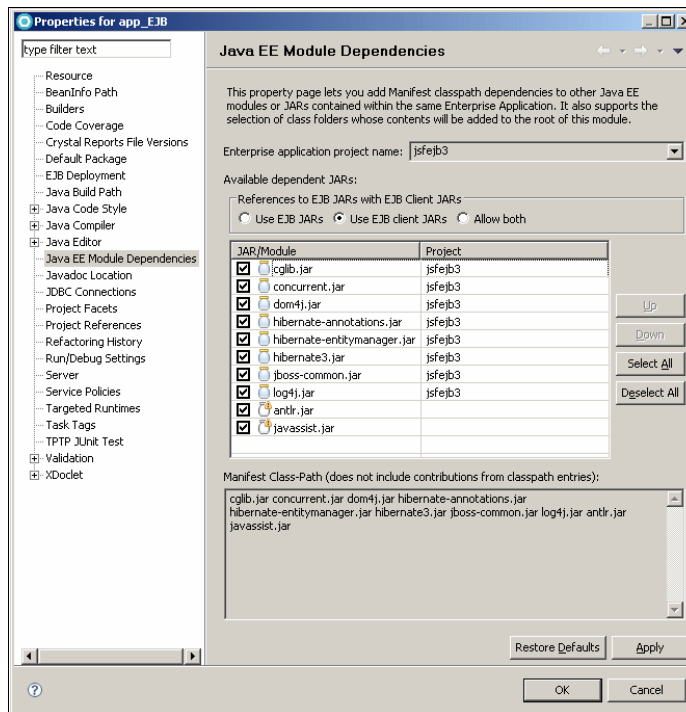 Properties for app_EJB
type filter text
Resource
BeanInfo Path
Builders
Code Coverage
Crystal Reports File Versions
Default Package
EJB Deployment
Java Build Path
Java Code Style
Java Compiler
Java Editor
Java EE Module Dependencies
Javadoc Location
JDBC Connections
Project Facets
Project References
Refactoring History
Run/Debug Settings
Server
Service Policies
Targeted Runtimes
Task Tags
TPTP JUnit Test
Validation
XDoclet
Java EE Module Dependencies
This property page lets you add Manifest classpath dependencies to other Java EE
modules or JARs contained within the same Enterprise Application. It also supports the
selection of class folders whose contents will be added to the root of this module.
Enterprise application project name: jsfejb3
Available dependent JARs:
References to EJB JARs with EJB Client JARs
Use EJB JARs Use EJB client JARs Allow both
JAR/Module Project
cglib.jar jsfejb3
concurrent.jar jsfejb3
dom4j.jar jsfejb3
hibernate-annotations.jar jsfejb3
hibernate-entitymanager.jar jsfejb3
hibernate3.jar jsfejb3
jboss-common.jar jsfejb3
log4j.jar jsfejb3
antlr.jar
javassist.jar
Up
Down
Select All
Deselect All
Manifest Class-Path (does not include contributions from classpath entries):
cglib.jar concurrent.jar dom4j.jar hibernate-annotations.jar
hibernate-entitymanager.jar hibernate3.jar jboss-common.jar log4j.jar antlr.jar
javassist.jar
Restore Defaults Apply
? OK Cancel